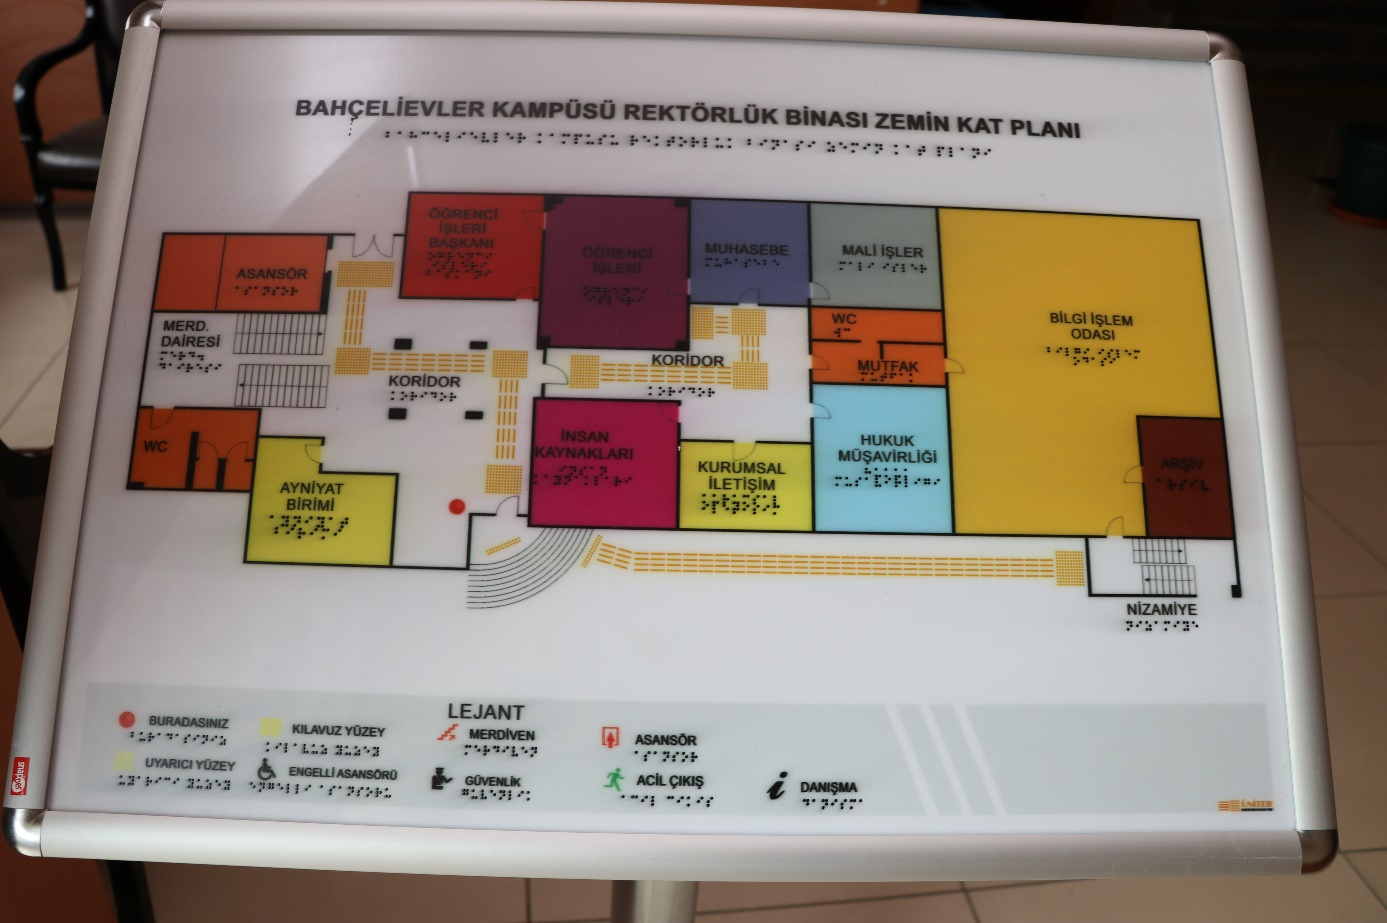 BAHÇELİEVLER KAMPÜSÜ REKTÖRLÜK BİNASI ZEMİN KAT PLANI
ÖĞRENCİ
İŞLERİ
BAŞKANI
ÖĞRENCİ
İŞLERİ
MUHASEBE
MALİ İŞLER
ASANSÖR
MERD.
DAİRESİ
WC
BİLGİ İŞLEM
ODASI
KORİDOR
MUTFAK
KORİDOR
WC
İNSAN
KAYNAKLARI
HUKUK
MÜŞAVİRLİĞİ
KURUMSAL
İLETİŞİM
ARŞİV
AYNİYAT
BİRİMİ
NİZAMİYE
LEJANT
BURADASINIZ
KILAVUZ YÜZEY
MERDİVEN
ASANSÖR
UYARICI YÜZEY
ENGELLİ ASANSÖRÜ
GÜVENLİK
ACİL ÇIKIŞ
DANIŞMA
ÜNİTER